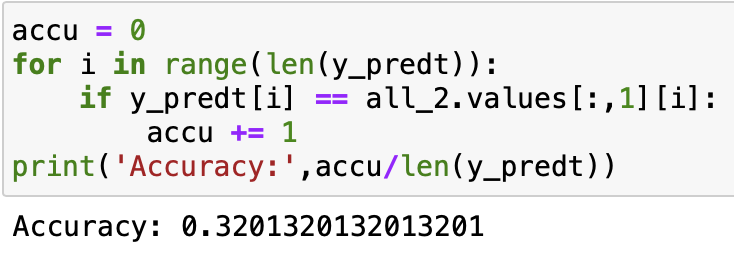 accu = 0
for i in range(len(y_predt)):
    if y_predt[i] == all_2.values[:,1][i]:
        accu += 1
print('Accuracy:',accu/len(y_predt))
Accuracy: 0.3201320132013201